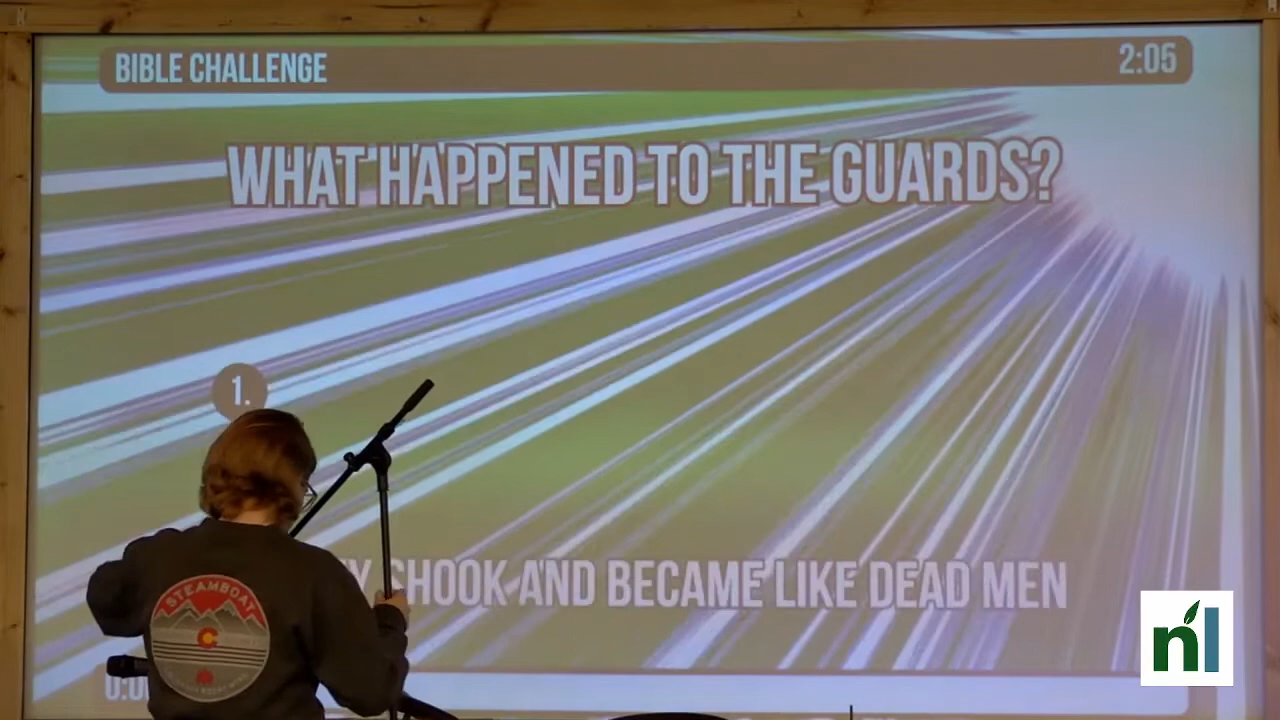 BIBLE CHALLENGE
2:05
WHAT HAPPENED TO THE GUARDS?
1.
SHOOK AND BECAME LIKE DEAD MEN
STEAMBOAT
C
nl